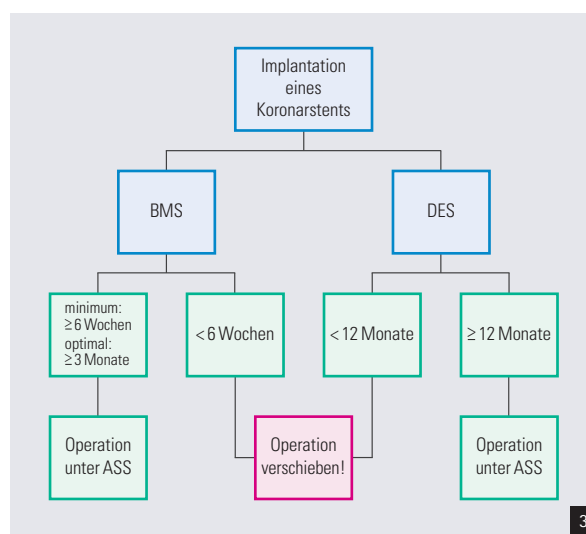 Implantation
eines
Koronarstents
BMS
DES
minimum:
≥6 Wochen
optimal:
≥3 Monate
<6 Wochen
<12 Monate
≥12 Monate
Operation
unter ASS
Operation
verschieben!
Operation
unter ASS
3